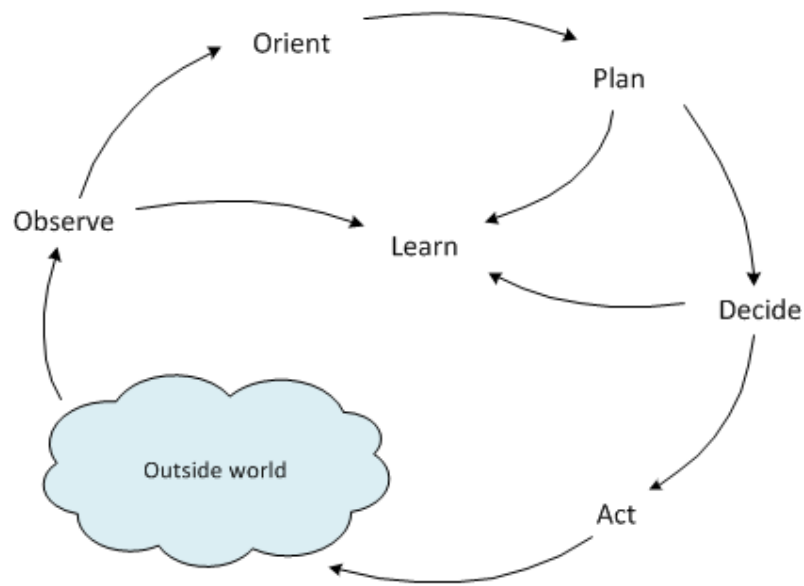 Orient
Plan
Observe
Learn
Decide
Outside world
Act